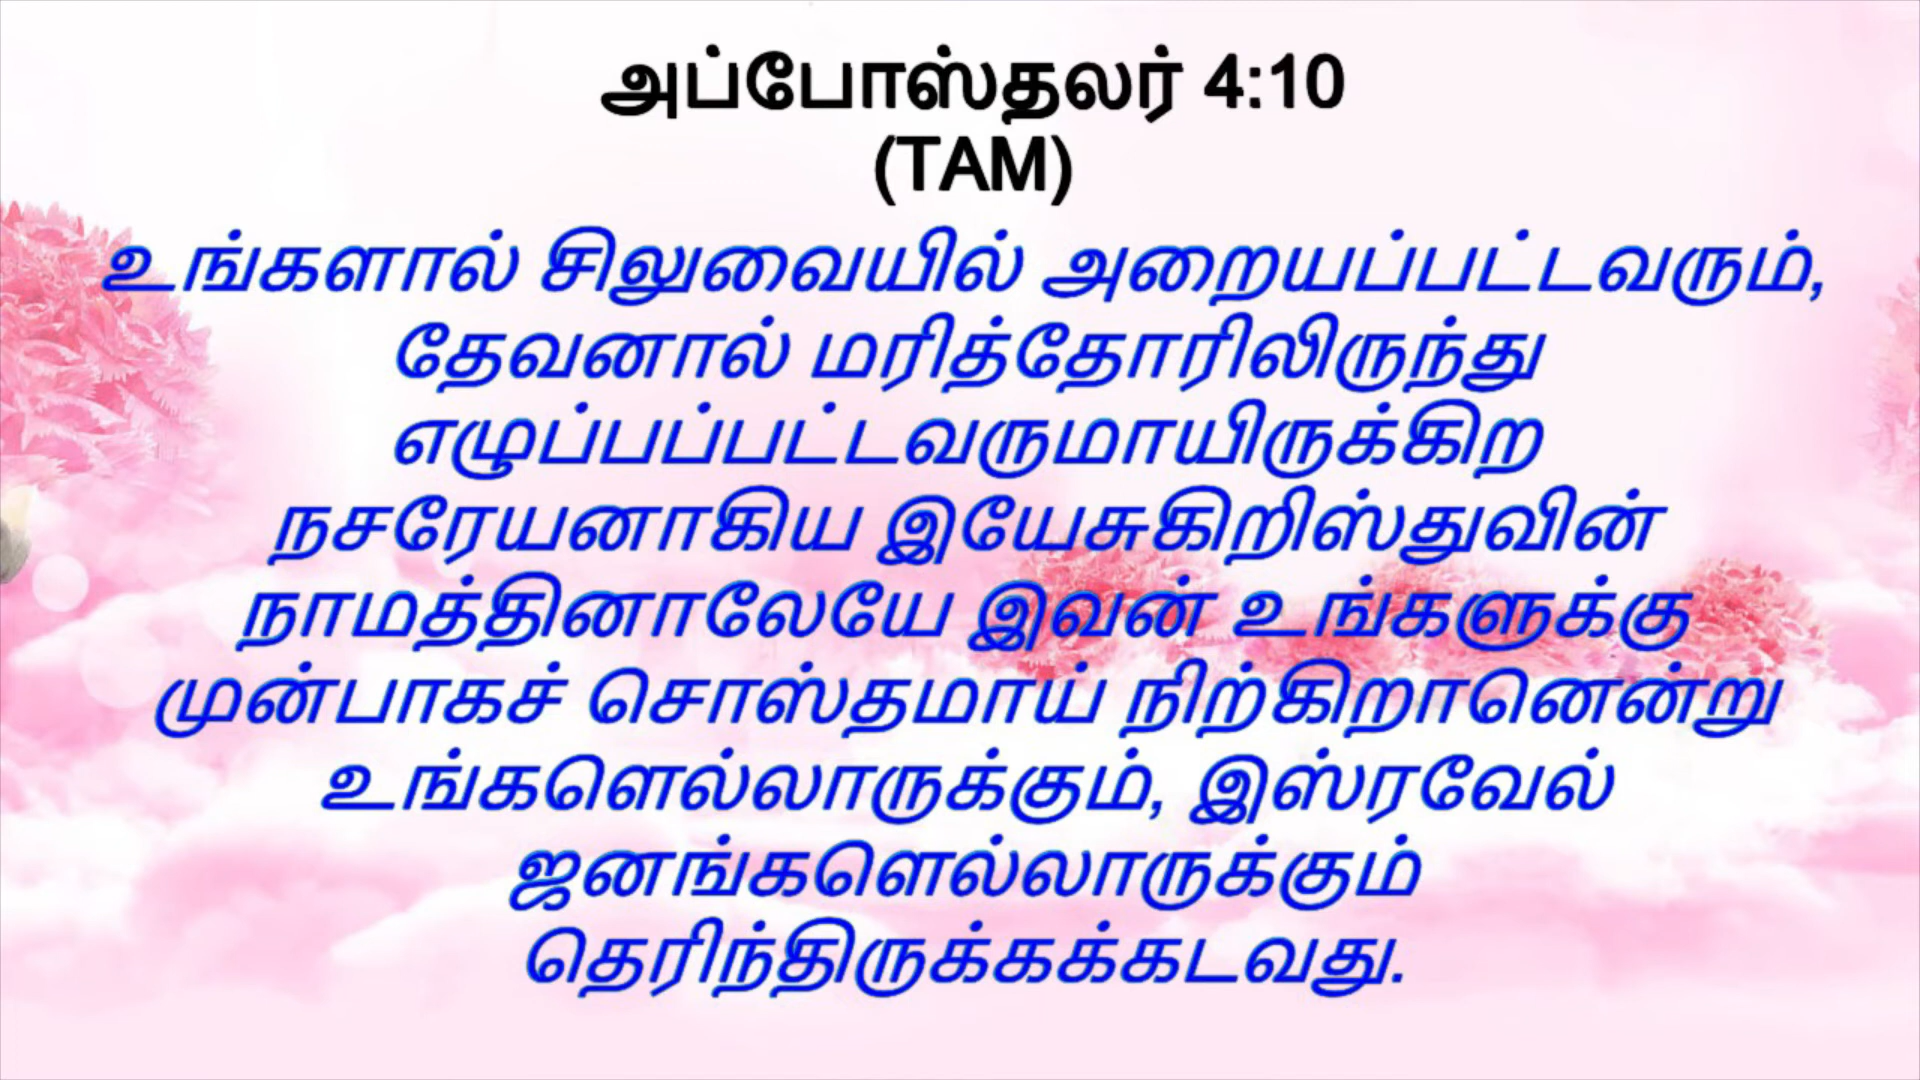 அப்போஸ்தலர் 4:10
(TAM)
உங்களால் சிலுவையில் அறையப்பட்டவரும்,
தேவனால் மரித்தோரிலிருந்து
எழுப்பப்பட்டவருமாயிருக்கிற
நசரேயனாகிய இயேசுகிறிஸ்துவின்
நாமத்தினாலேயே இவன் உங்களுக்கு
முன்பாகச் சொஸ்தமாய் நிற்கிறானென்று
உங்களெல்லாருக்கும், இஸ்ரவேல்
ஜனங்களெல்லாருக்கும்
தெரிந்திருக்கக்கடவது.